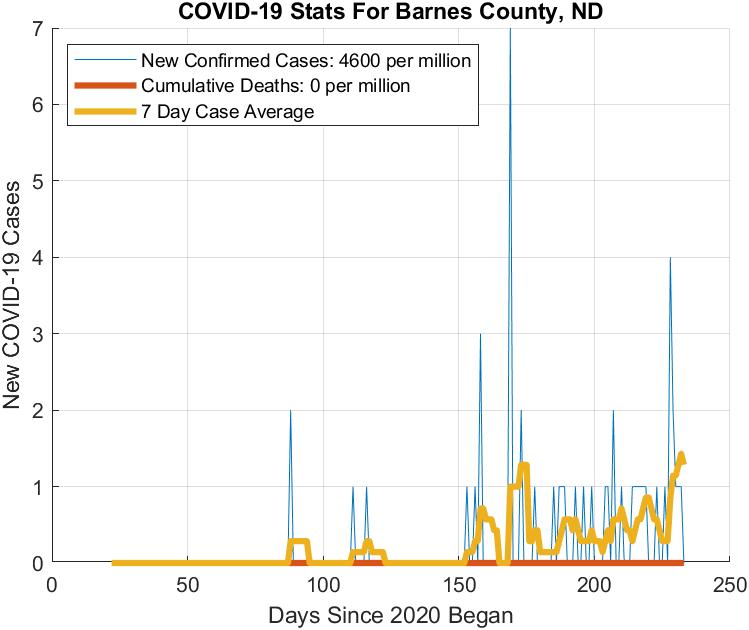 COVID-19 Stats For Barnes County, ND
New Confirmed Cases: 4600 per million
Cumulative Deaths: 0 per million
7 Day Case Average
New COVID-19 Cases
7
6
5
4
3
2
1
0
0 50 100 150 200 250
Days Since 2020 Began